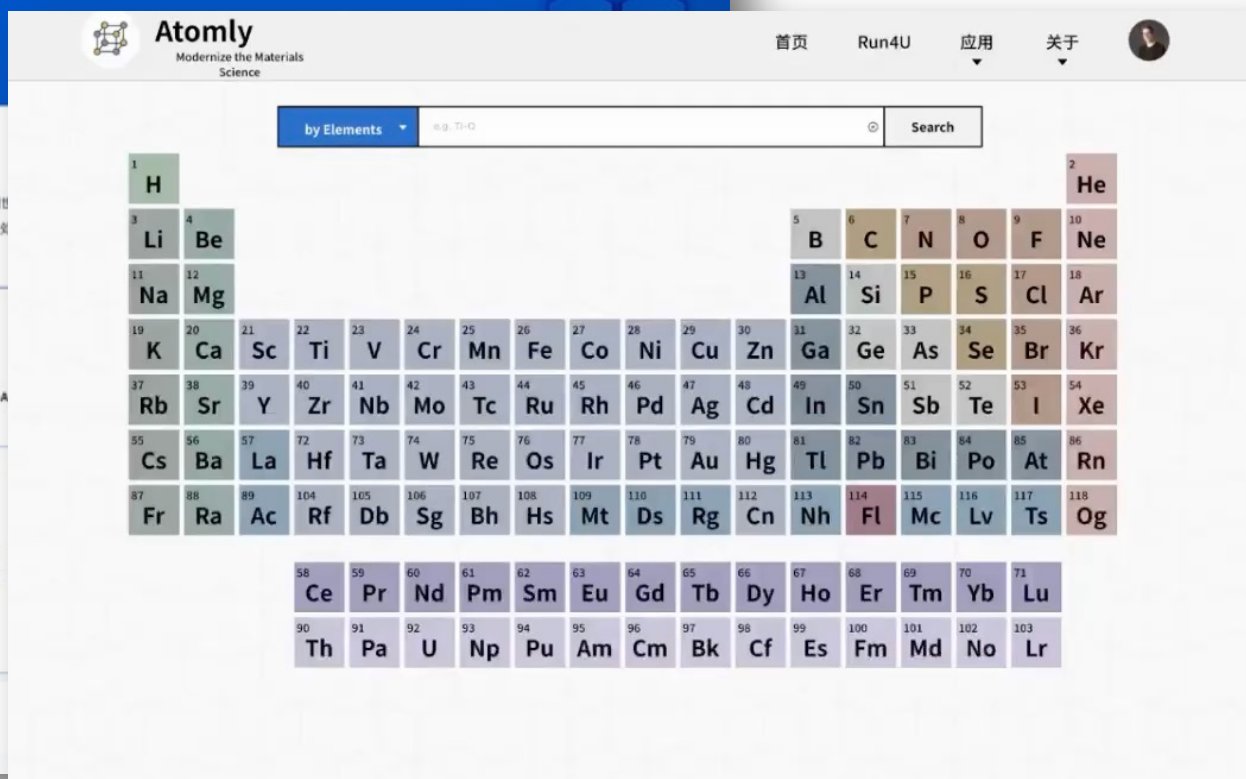 Atomly
Modernize the Materials
Science
首页 Run4U 应用 关于
by Elements e.g. Ti-O Search
1 2
H He
3 4 5 6 7 8 9 10
Li Be B C N O F Ne
11 12 13 14 15 16 17 18
Na Mg Al Si P S Cl Ar
19 20 21 22 23 24 25 26 27 28 29 30 31 32 33 34 35 36
K Ca Sc Ti V Cr Mn Fe Co Ni Cu Zn Ga Ge As Se Br Kr
37 38 39 40 41 42 43 44 45 46 47 48 49 50 51 52 53 54
Rb Sr Y Zr Nb Mo Tc Ru Rh Pd Ag Cd In Sn Sb Te I Xe
55 56 57 72 73 74 75 76 77 78 79 80 81 82 83 84 85 86
Cs Ba La Hf Ta W Re Os Ir Pt Au Hg Tl Pb Bi Po At Rn
87 88 89 104 105 106 107 108 109 110 111 112 113 114 115 116 117 118
Fr Ra Ac Rf Db Sg Bh Hs Mt Ds Rg Cn Nh Fl Mc Lv Ts Og
58 59 60 61 62 63 64 65 66 67 68 69 70 71
Ce Pr Nd Pm Sm Eu Gd Tb Dy Ho Er Tm Yb Lu
90 91 92 93 94 95 96 97 98 99 100 101 102 103
Th Pa U Np Pu Am Cm Bk Cf Es Fm Md No Lr